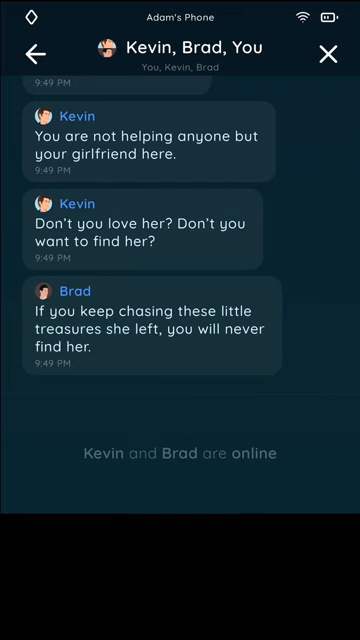 Adam's Phone
Kevin, Brad, You
You, Kevin, Brad
9:49 PM
Kevin
You are not helping anyone but
your girlfriend here.
9:49 PM
Kevin
Don't you love her? Don't you
want to find her?
9:49 PM
Brad
If you keep chasing these little
treasures she left, you will never
find her.
9:49 PM
Kevin and Brad are online